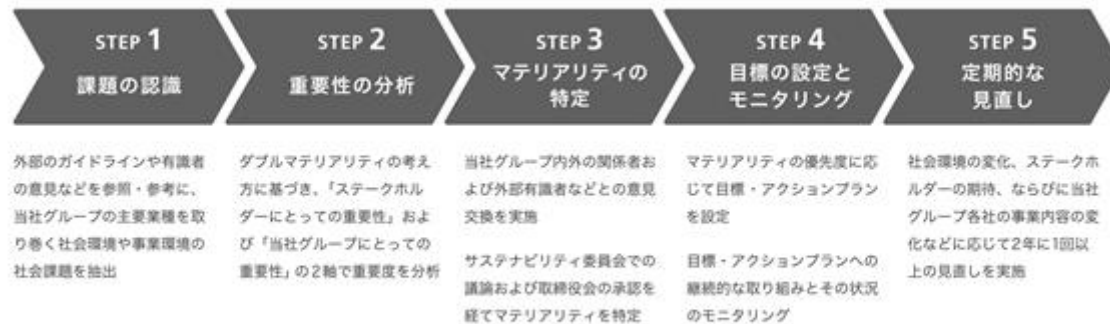 STEP 1
課題の認識
外部のガイドラインや有識者
の意見などを参照・参考に、
当社グループの主要業種を取
り巻く社会環境や事業環境の
社会課題を抽出
STEP 2
重要性の分析
ダブルマテリアリティの考え
方に基づき、「ステークホル
ダーにとっての重要性」およ
び「当社グループにとっての
重要性」の2軸で重要度を分析
STEP 3
マテリアリティの
特定
当社グループ内外の関係者お
よび外部有識者などとの意見
交換を実施
サステナビリティ委員会での
議論および取締役会の承認を
経てマテリアリティを特定
STEP 4
目標の設定と
モニタリング
マテリアリティの優先度に応
じて目標・アクションプラン
を設定
目標・アクションプランへの
継続的な取り組みとその状況
のモニタリング
STEP 5
定期的な
見直し
社会環境の変化、ステークホ
ルダーの期待、ならびに当社
グループ各社の事業内容の変
化などに応じて2年に1回以
上の見直しを実施